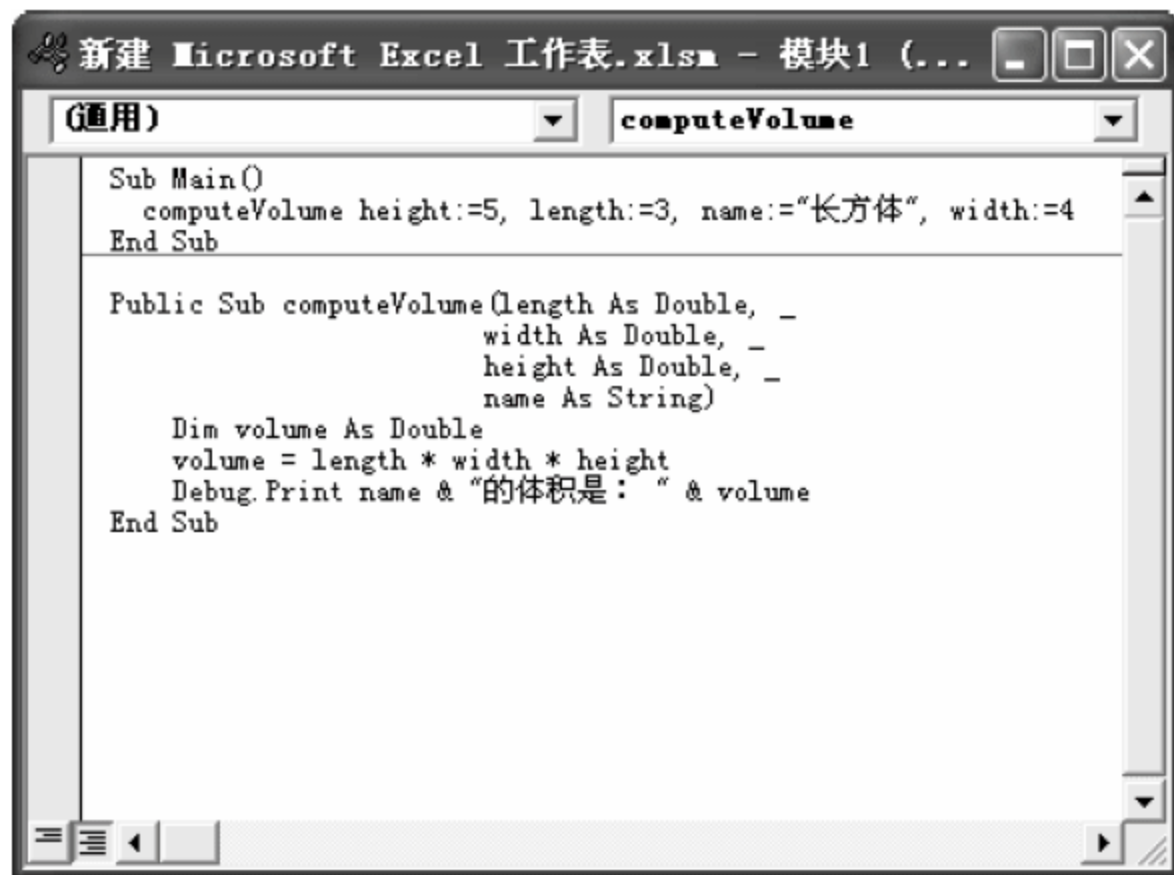 新建 Microsoft Excel 工作表.xlsm - 模块1 (...
(通用) computeVolume
Sub Main()
computeVolume height:=5, length:=3, name:="长方体", width:=4
End Sub
Public Sub computeVolume(length As Double, _
width As Double, _
height As Double, _
name As String)
Dim volume As Double
volume = length * width * height
Debug.Print name & "的体积是： " & volume
End Sub